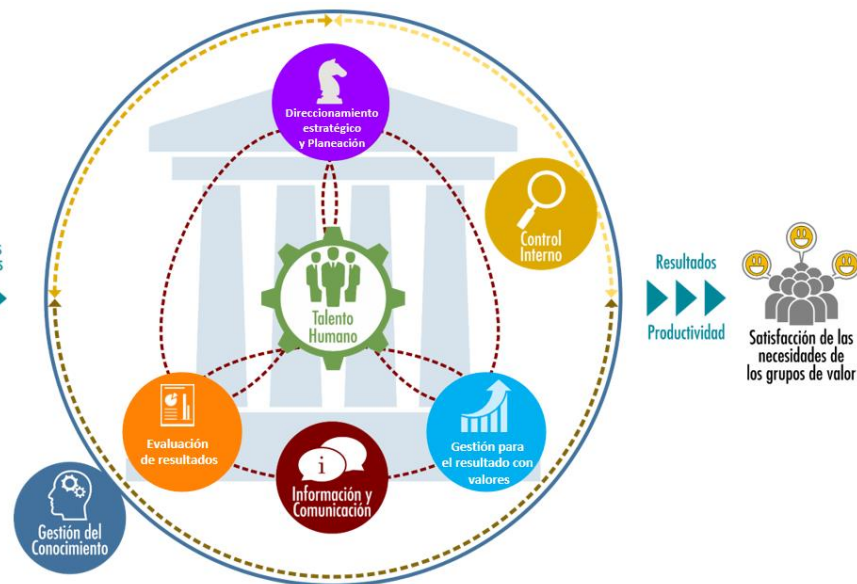 Direccionamiento
estratégico
y Planeación
Control
Interno
Talento
Humano
Resultados
Productividad
Satisfacción de las
necesidades de
los grupos de valor
Evaluación
de resultados
i
Información y
Comunicación
Gestión para
el resultado con
valores
Gestión del
Conocimiento